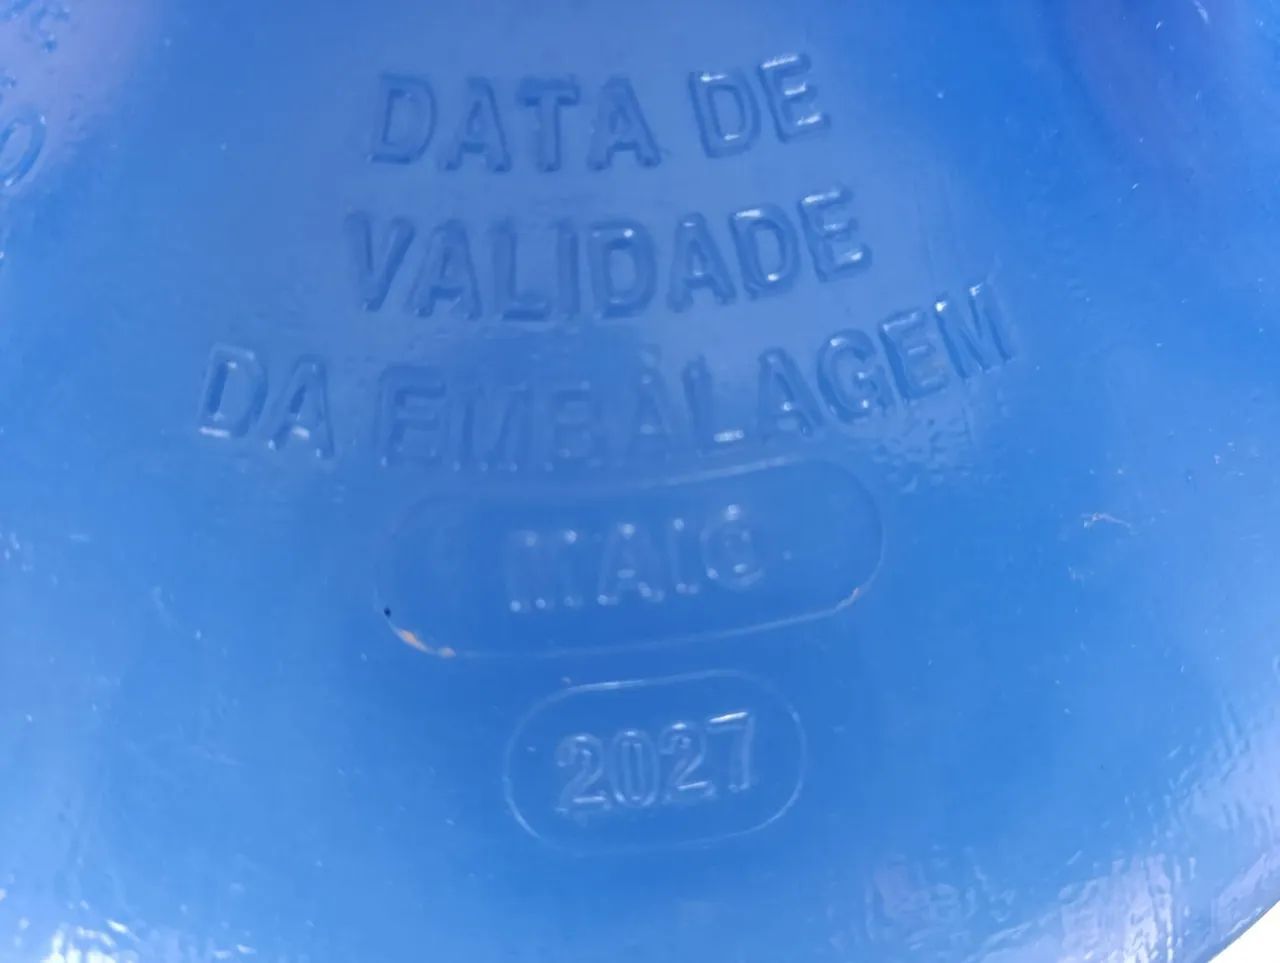 DATA DE
VALIDADE
DA EMBALAGEM
MAIO
2027